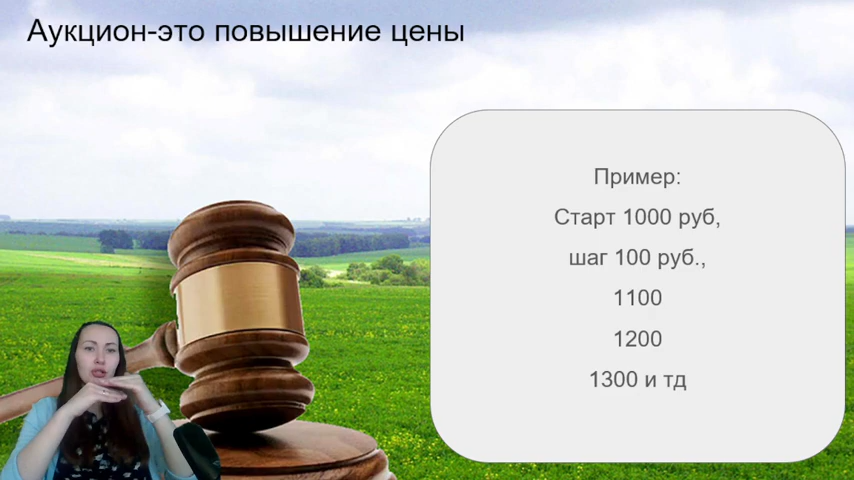 Аукцион-это повышение цены
Пример:
Старт 1000 руб,
шаг 100 руб.,
1100
1200
1300 и тд